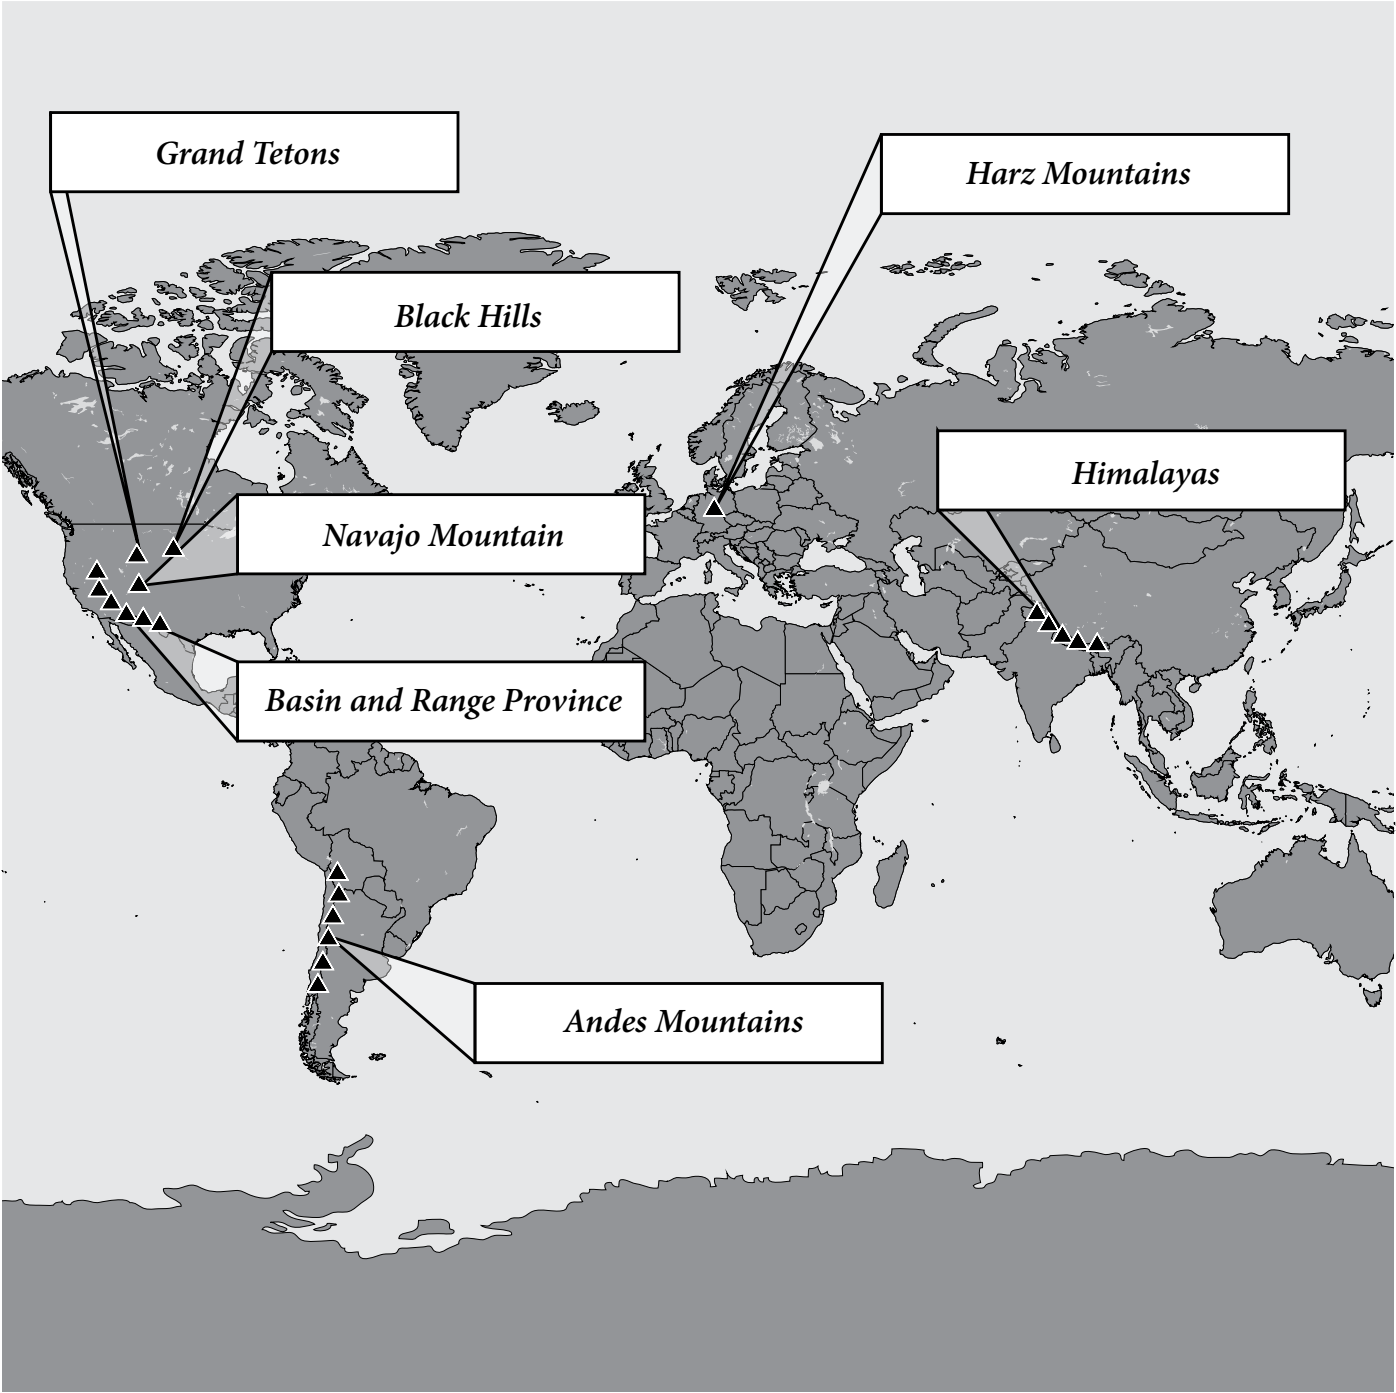 Grand Tetons
Harz Mountains
Black Hills
Himalayas
Navajo Mountain
Basin and Range Province
Andes Mountains